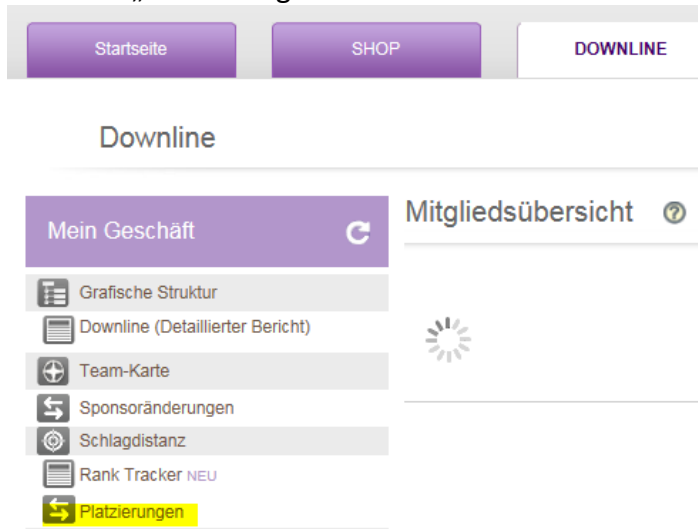 Startseite
SHOP
DOWNLINE
Downline
Mein Geschäft
Mitgliedsübersicht
Grafische Struktur
Downline (Detaillierter Bericht)
Team-Karte
Sponsoränderungen
Schlagdistanz
Rank Tracker NEU
Platzierungen